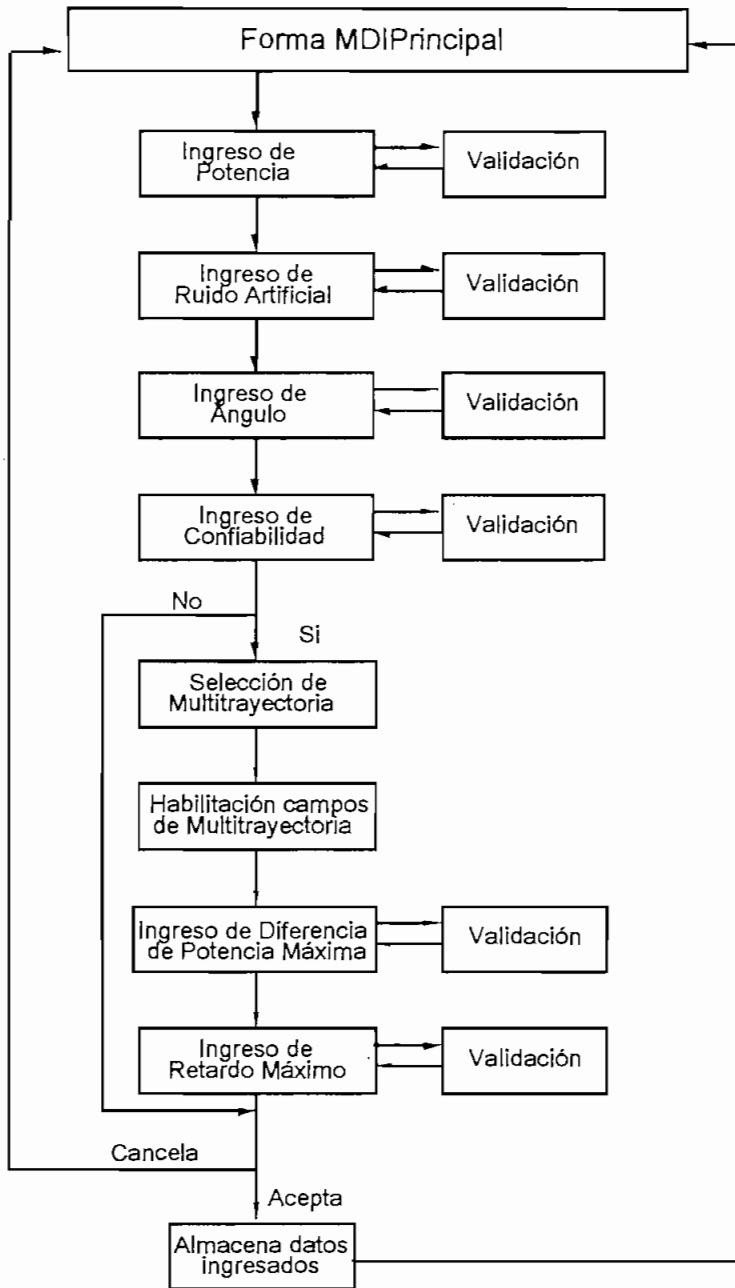 Forma MDIPrincipal
Ingreso de
Potencia
Validación
Ingreso de
Ruido Artificial
Validación
Ingreso de
Angulo
Validación
Ingreso de
Confiabilidad
Validación
No
Si
Selección de
Multitrayectoria
Habilitación campos
de Multitrayectoria
Ingreso de Diferencia
de Potencia Máxima
Validación
Ingreso de
Retardo Máximo
Validación
Cancela
Acepta
Almacena datos
ingresados